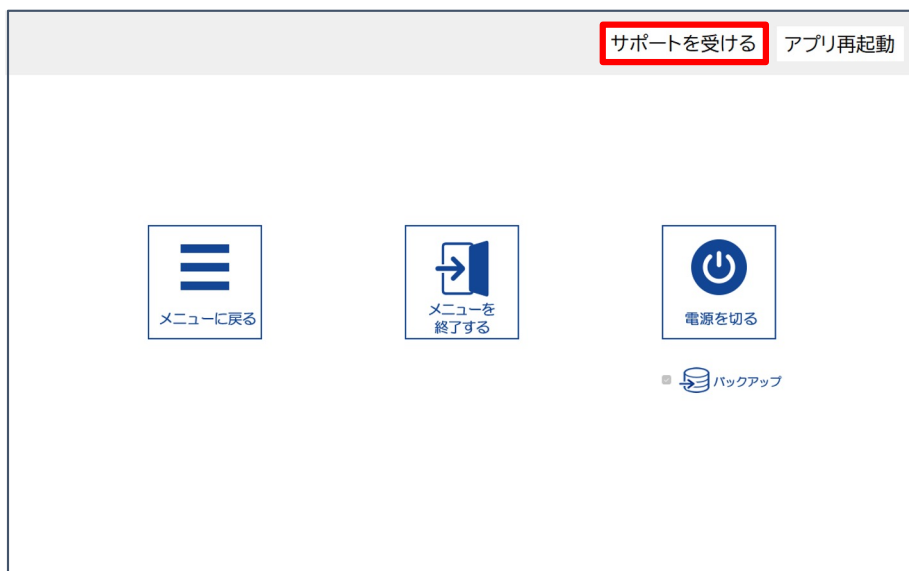 サポートを受ける
アプリ再起動
メニューに戻る
メニューを
終了する
電源を切る
バックアップ